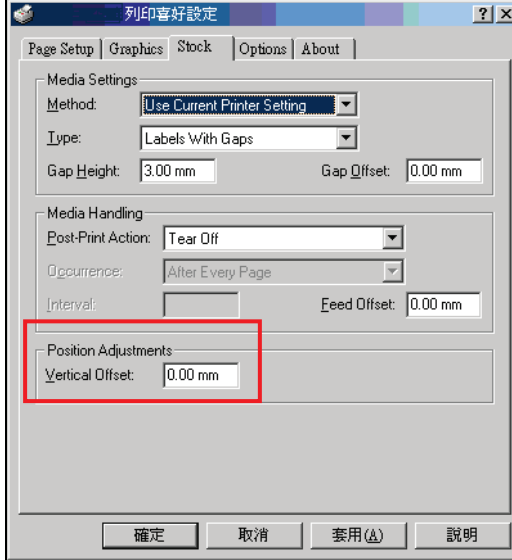 列印喜好設定
Page Setup Graphics Stock Options About
Media Settings
Method: Use Current Printer Setting
Type: Labels With Gaps
Gap Height: 3.00 mm Gap Offset: 0.00 mm
Media Handling
Post-Print Action: Tear Off
Occurrence: After Every Page
Interval: Feed Offset: 0.00 mm
Position Adjustments
Vertical Offset: 0.00 mm
確定 取消 套用(A) 說明